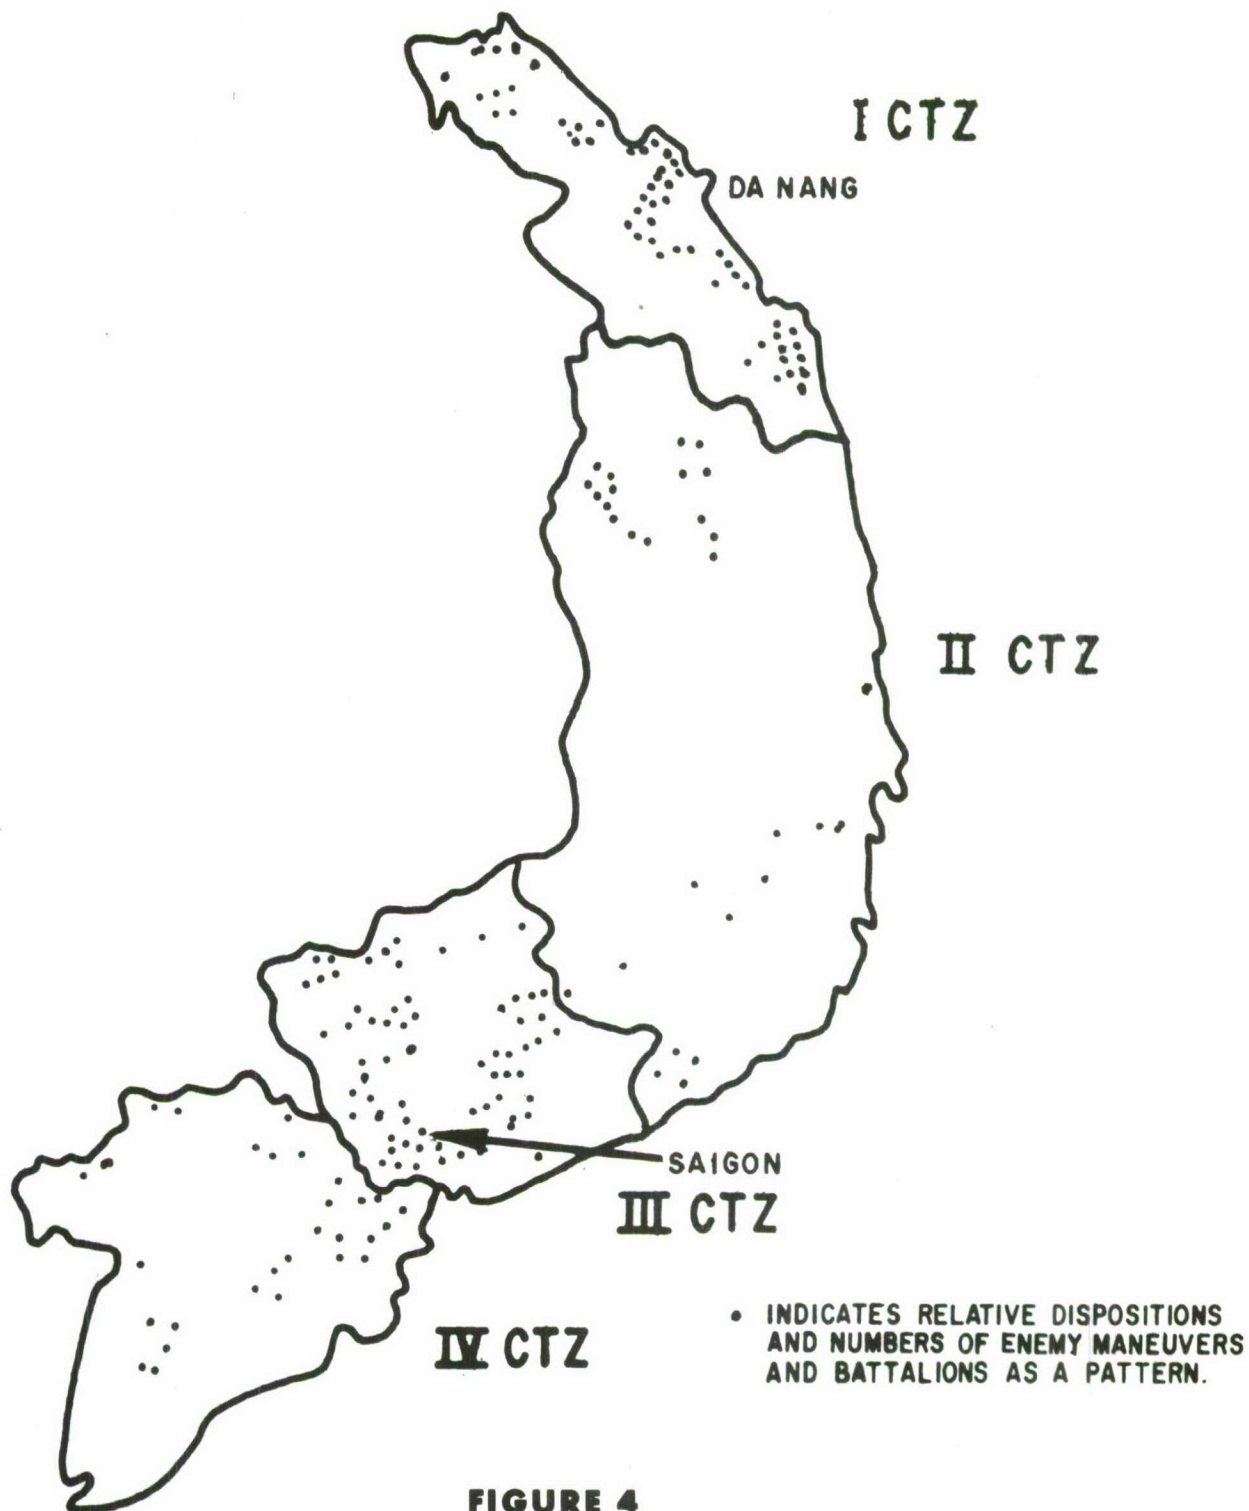 I CTZ
DA NANG
II CTZ
SAIGON
III CTZ
• INDICATES RELATIVE DISPOSITIONS
AND NUMBERS OF ENEMY MANEUVERS
AND BATTALIONS AS A PATTERN.
IV CTZ
FIGURE 4